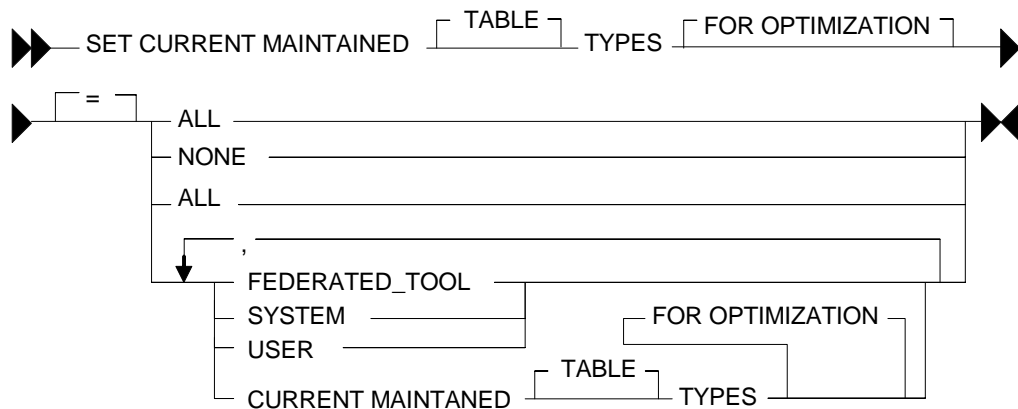 TABLE FOR OPTIMIZATION
SET CURRENT MAINTAINED TYPES
=
ALL
NONE
ALL
,
FEDERATED_TOOL
SYSTEM FOR OPTIMIZATION
USER
TABLE
CURRENT MAINTANED TYPES